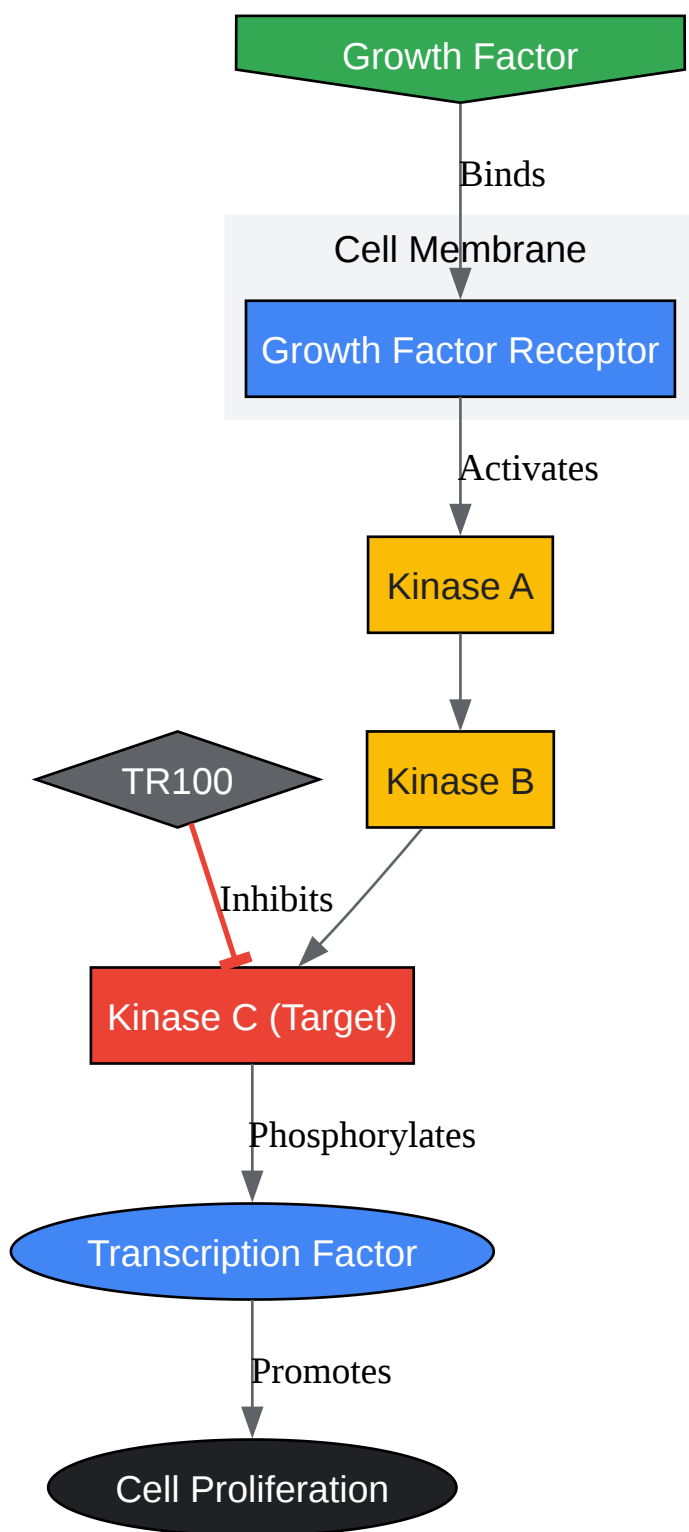 Growth Factor
Binds
Cell Membrane
Growth Factor Receptor
Activates
Kinase A
TR100
Kinase B
Inhibits
Kinase C (Target)
Phosphorylates
Transcription Factor
Promotes
Cell Proliferation